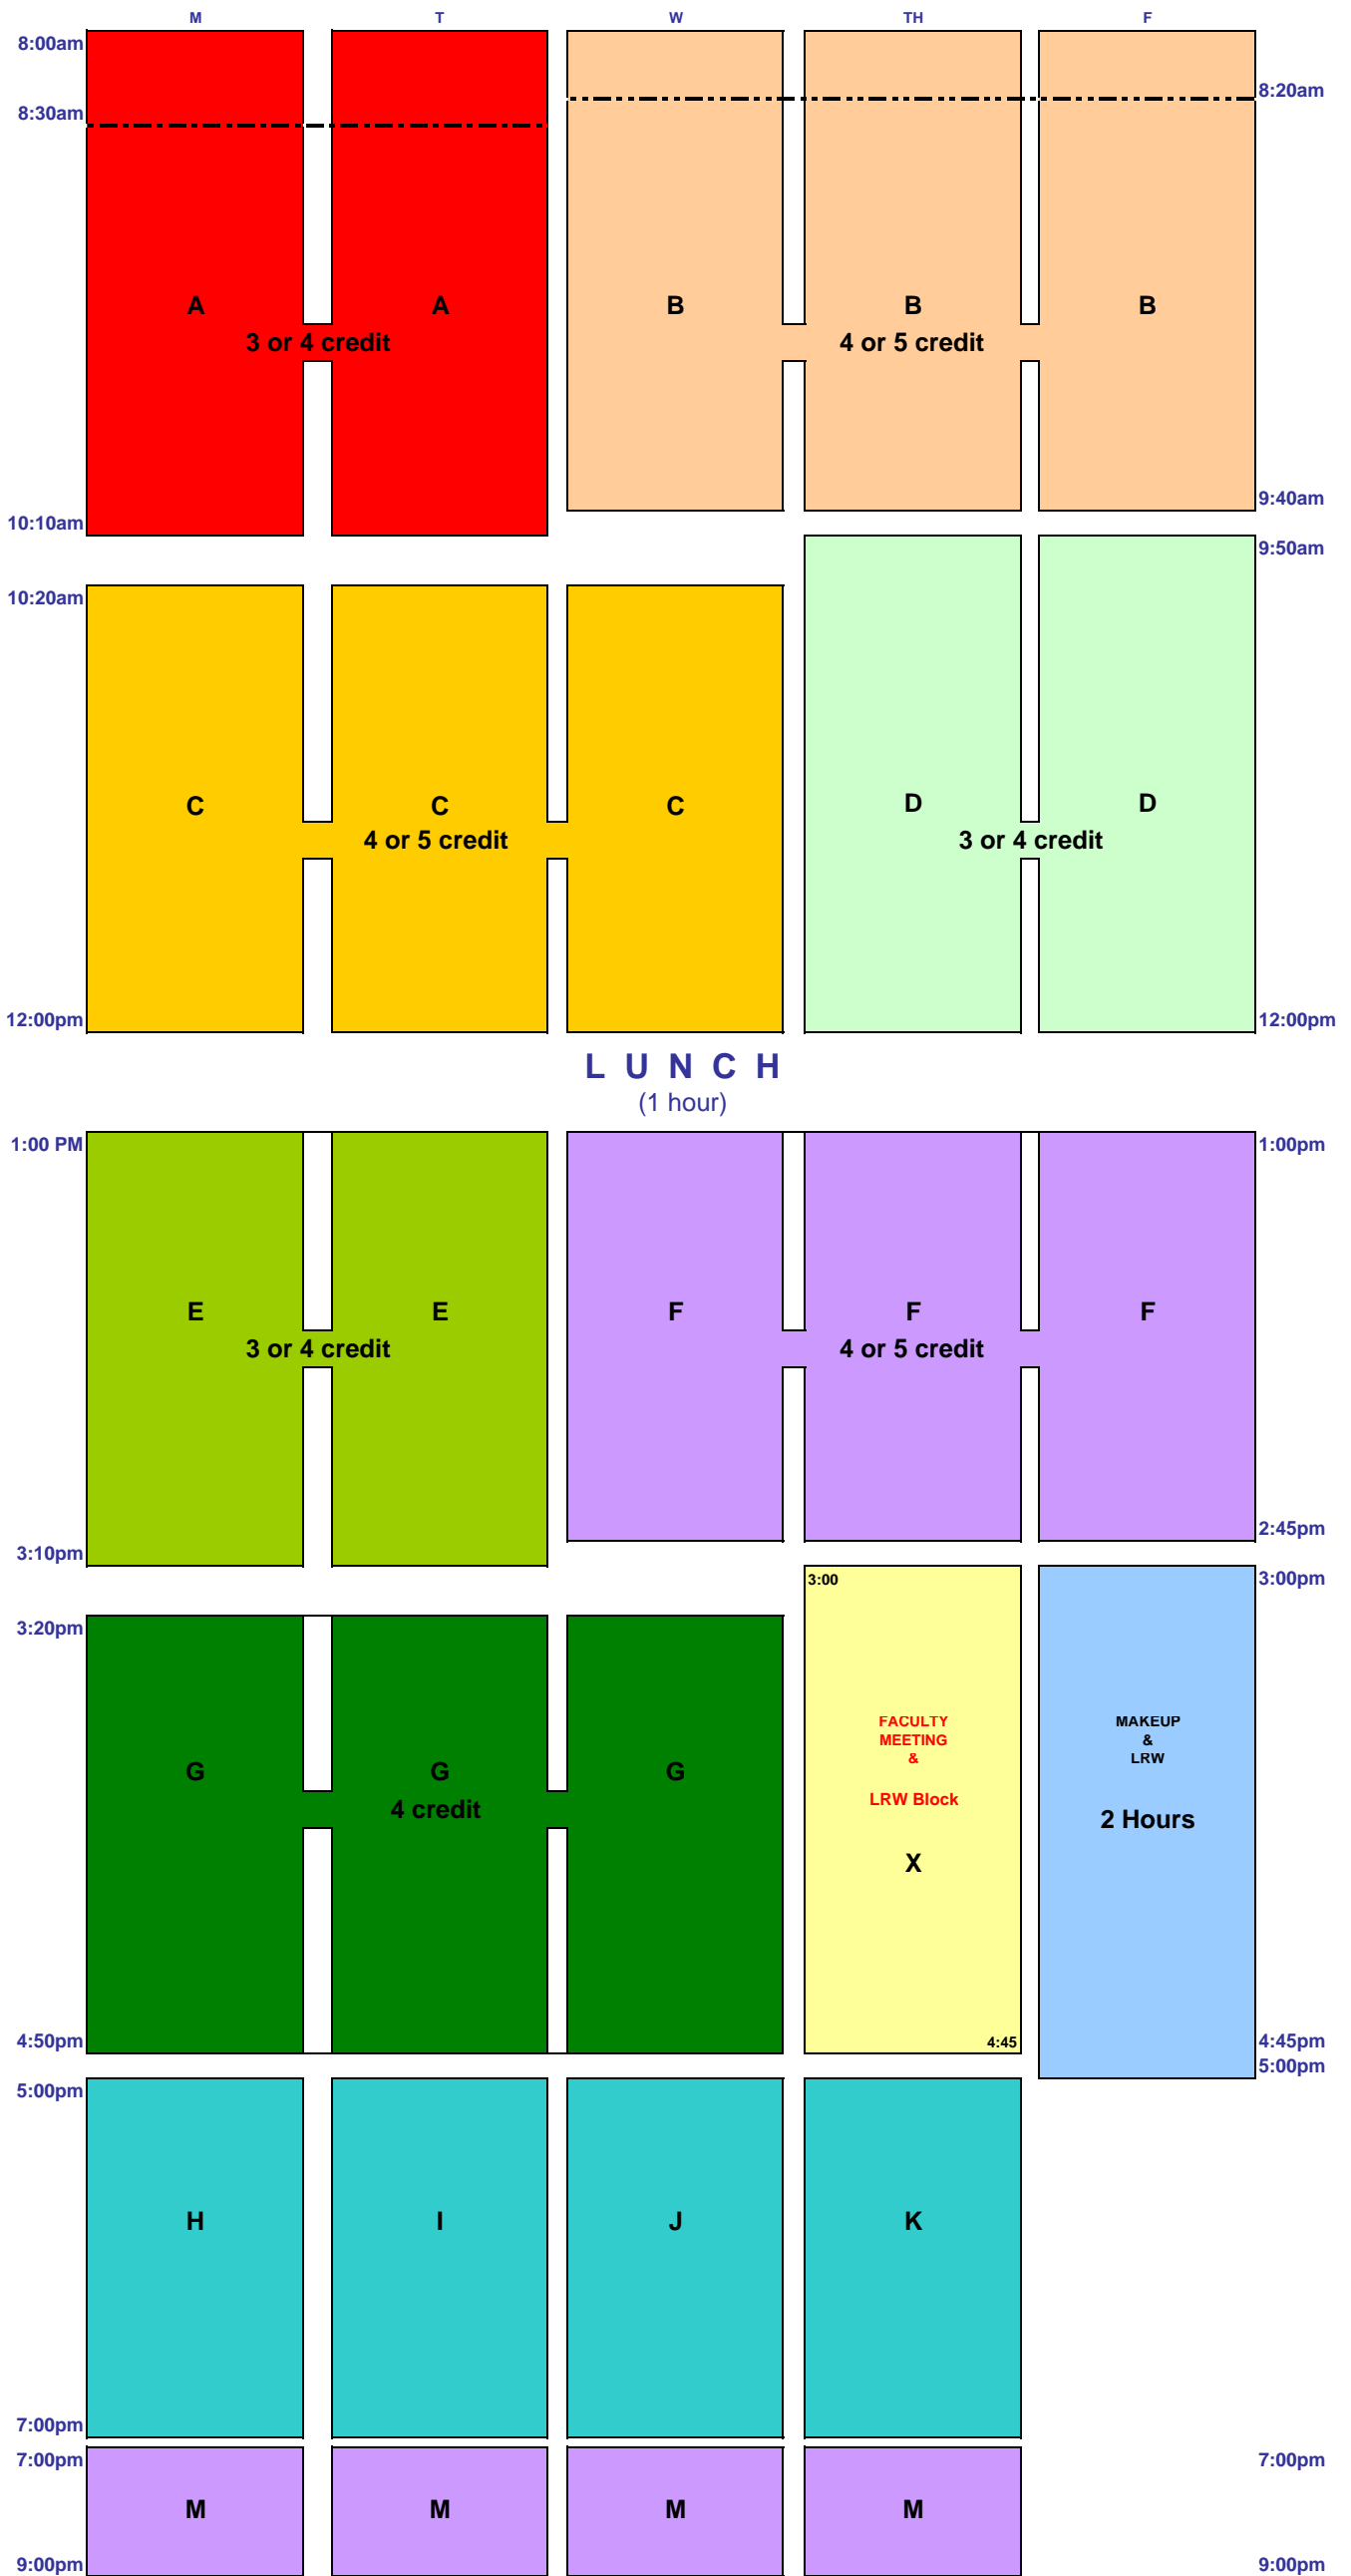 M T W TH F
8:00am
8:20am
8:30am
A A B B B
3 or 4 credit 4 or 5 credit
9:40am
10:10am
9:50am
10:20am
C C C D D
4 or 5 credit 3 or 4 credit
12:00pm 12:00pm
L U N C H
(1 hour)
1:00 PM 1:00pm
E E F F F
3 or 4 credit 4 or 5 credit
2:45pm
3:10pm
3:00 3:00pm
3:20pm
FACULTY MAKEUP
MEETING &
& LRW
G G G
LRW Block
4 credit 2 Hours
X
4:50pm 4:45 4:45pm
5:00pm
5:00pm
H I J K
7:00pm
7:00pm 7:00pm
M M M M
9:00pm 9:00pm